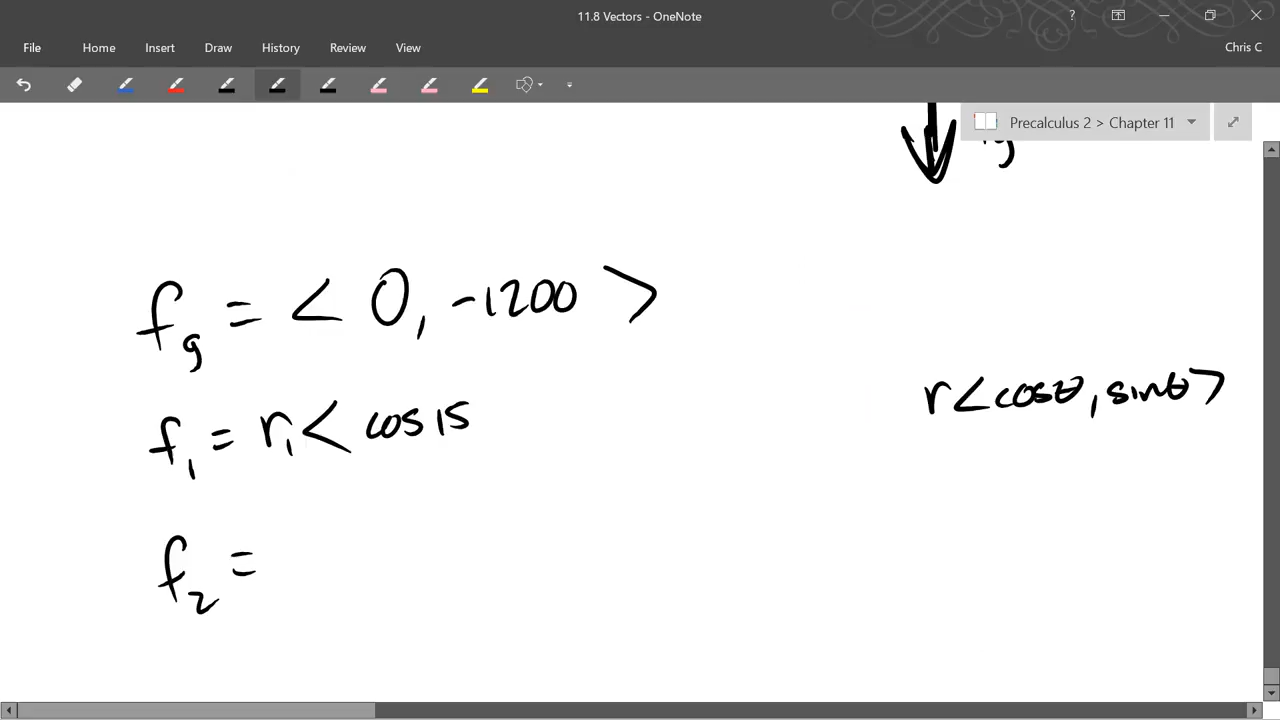 11.8 Vectors - OneNote
?
File Home Insert Draw History Review View
Chris C
Precalculus 2 > Chapter 11
f_g = < 0, -1200 >
r<cosθ, sinθ>
f_1 = r_1 < cos 15
f_2 =